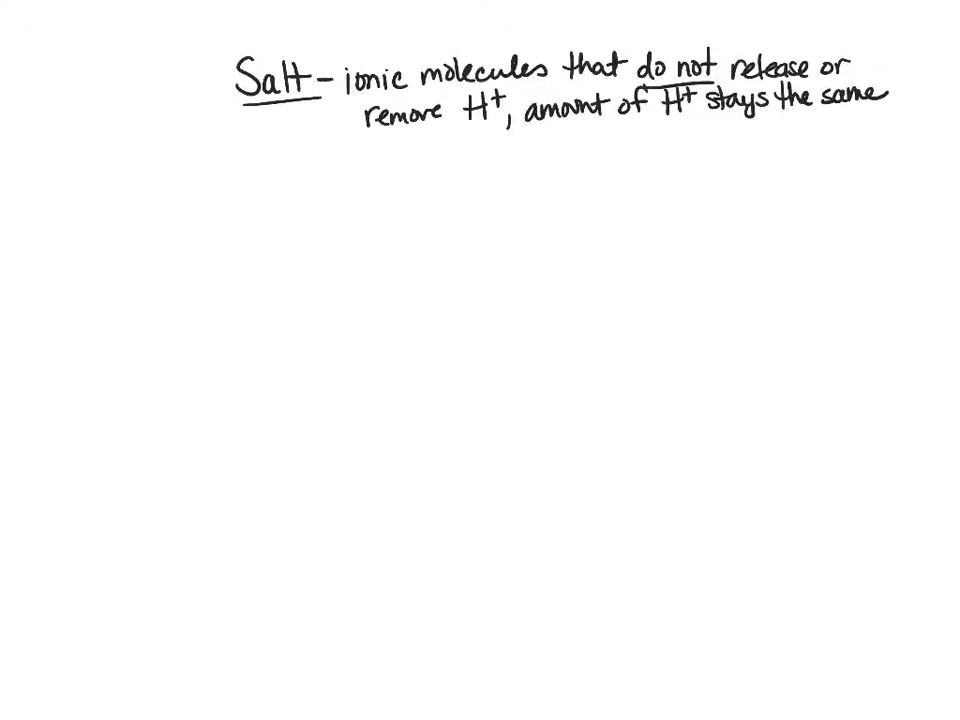 Salt - ionic molecules that do not release or
remove H+, amount of H+ stays the same